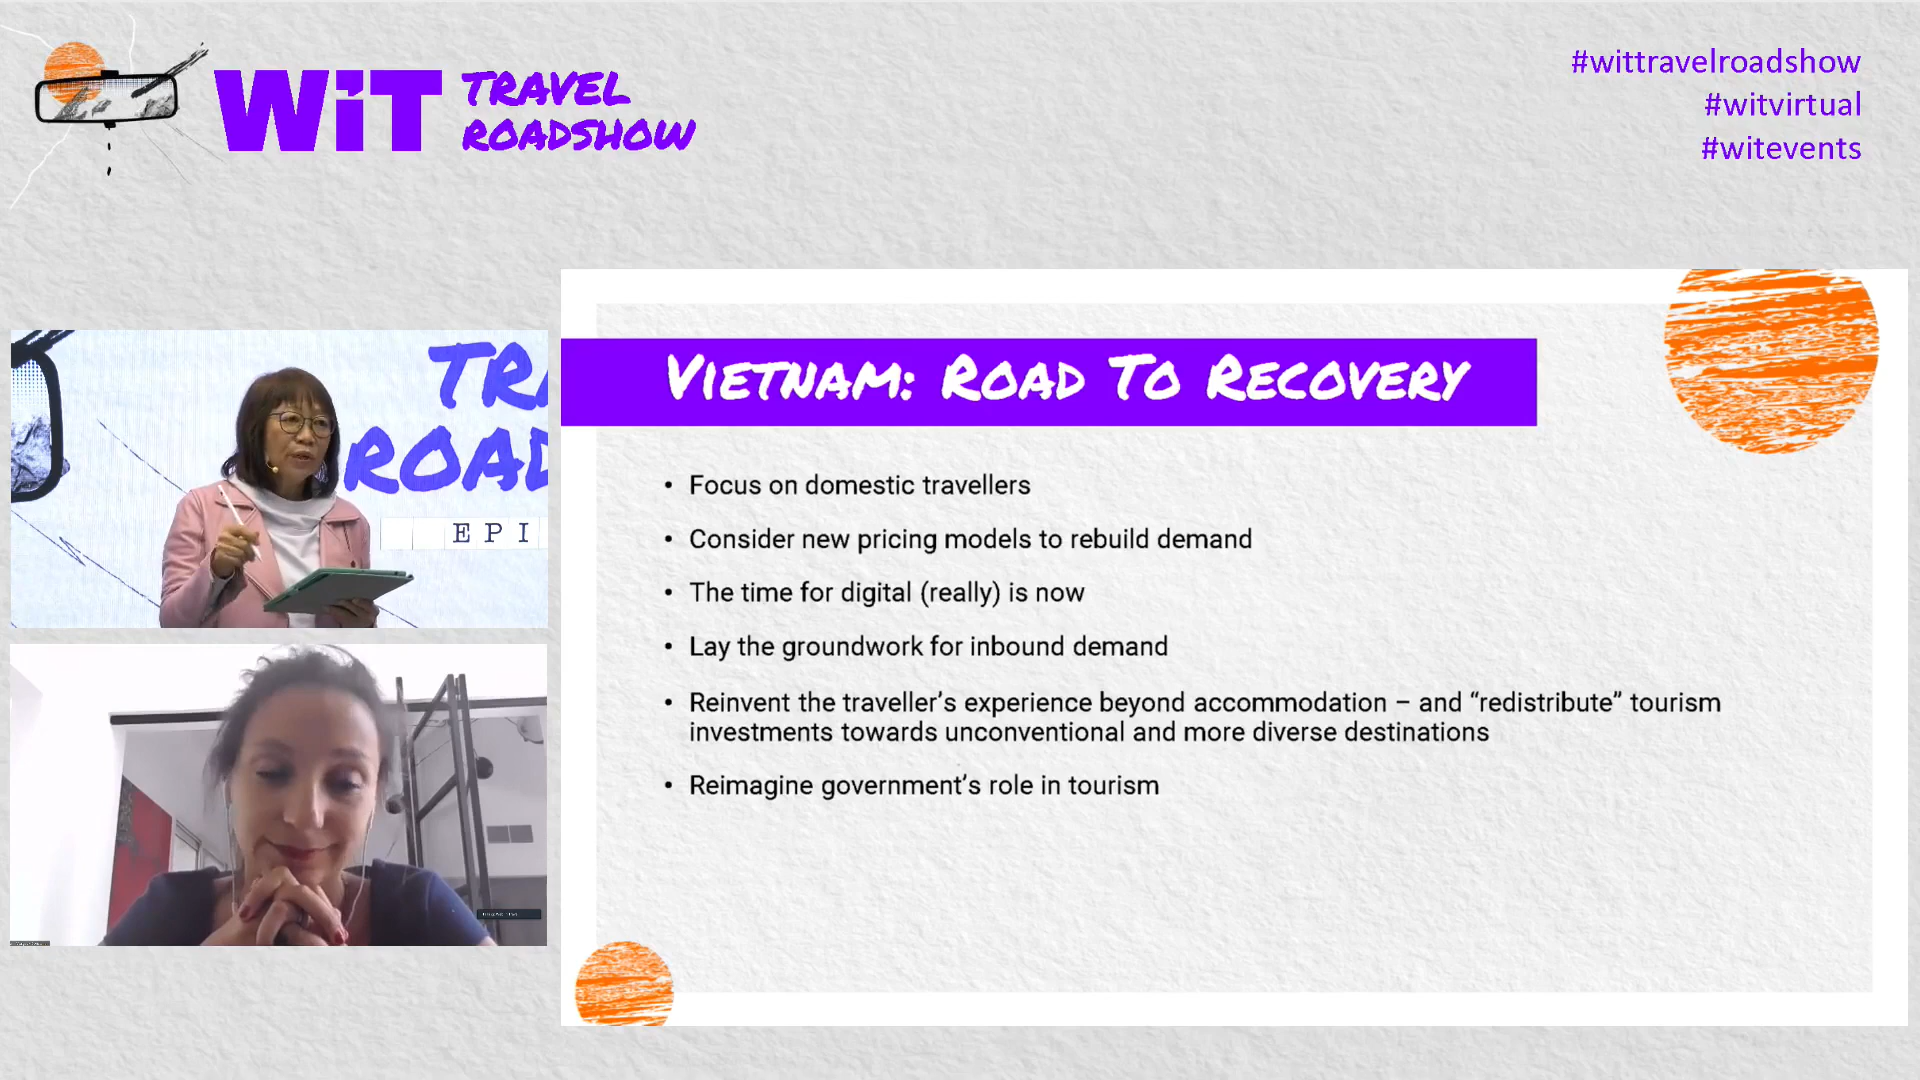 WiT TRAVEL
ROADSHOW
#wittravelroadshow
#witvirtual
#witevents
TRA
ROAD
EPI
VIETNAM: ROAD TO RECOVERY
• Focus on domestic travellers
• Consider new pricing models to rebuild demand
• The time for digital (really) is now
• Lay the groundwork for inbound demand
• Reinvent the traveller’s experience beyond accommodation – and “redistribute” tourism
investments towards unconventional and more diverse destinations
• Reimagine government’s role in tourism